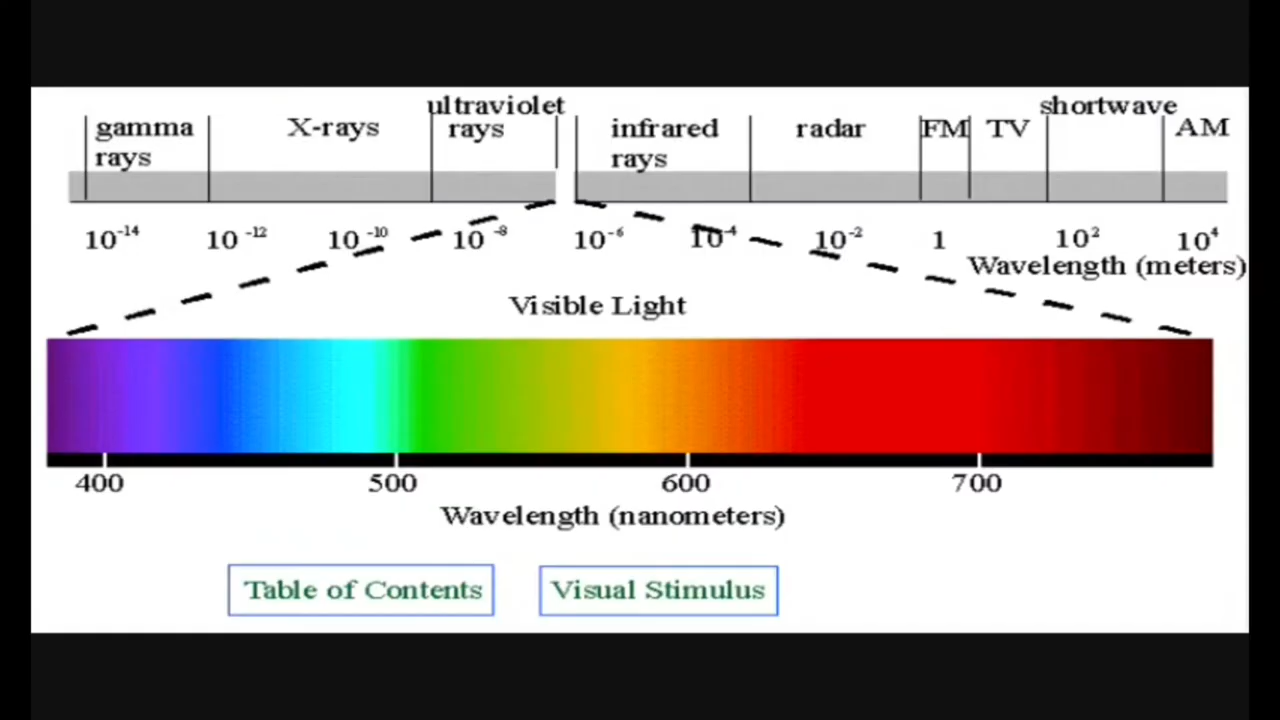 ultraviolet shortwave
gamma X-rays rays infrared radar FM TV AM
rays rays
10⁻¹⁴ 10⁻¹² 10⁻¹⁰ 10⁻⁸ 10⁻⁶ 10⁻⁴ 10⁻² 1 10² 10⁴
Wavelength (meters)
Visible Light
400 500 600 700
Wavelength (nanometers)
Table of Contents Visual Stimulus